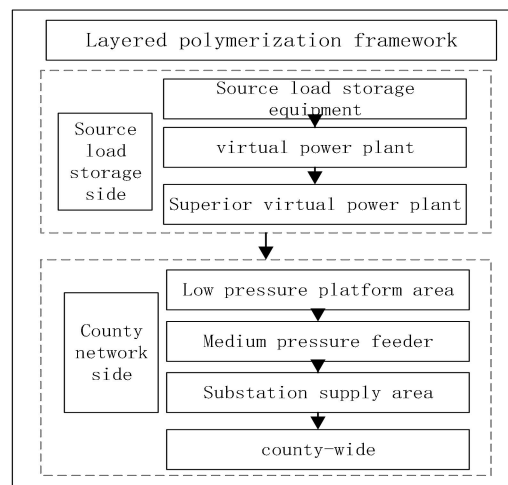 Layered polymerization framework
Source load storage
equipment
Source
load
storage
side
virtual power plant
Superior virtual power plant
Low pressure platform area
County
network
side
Medium pressure feeder
Substation supply area
county-wide